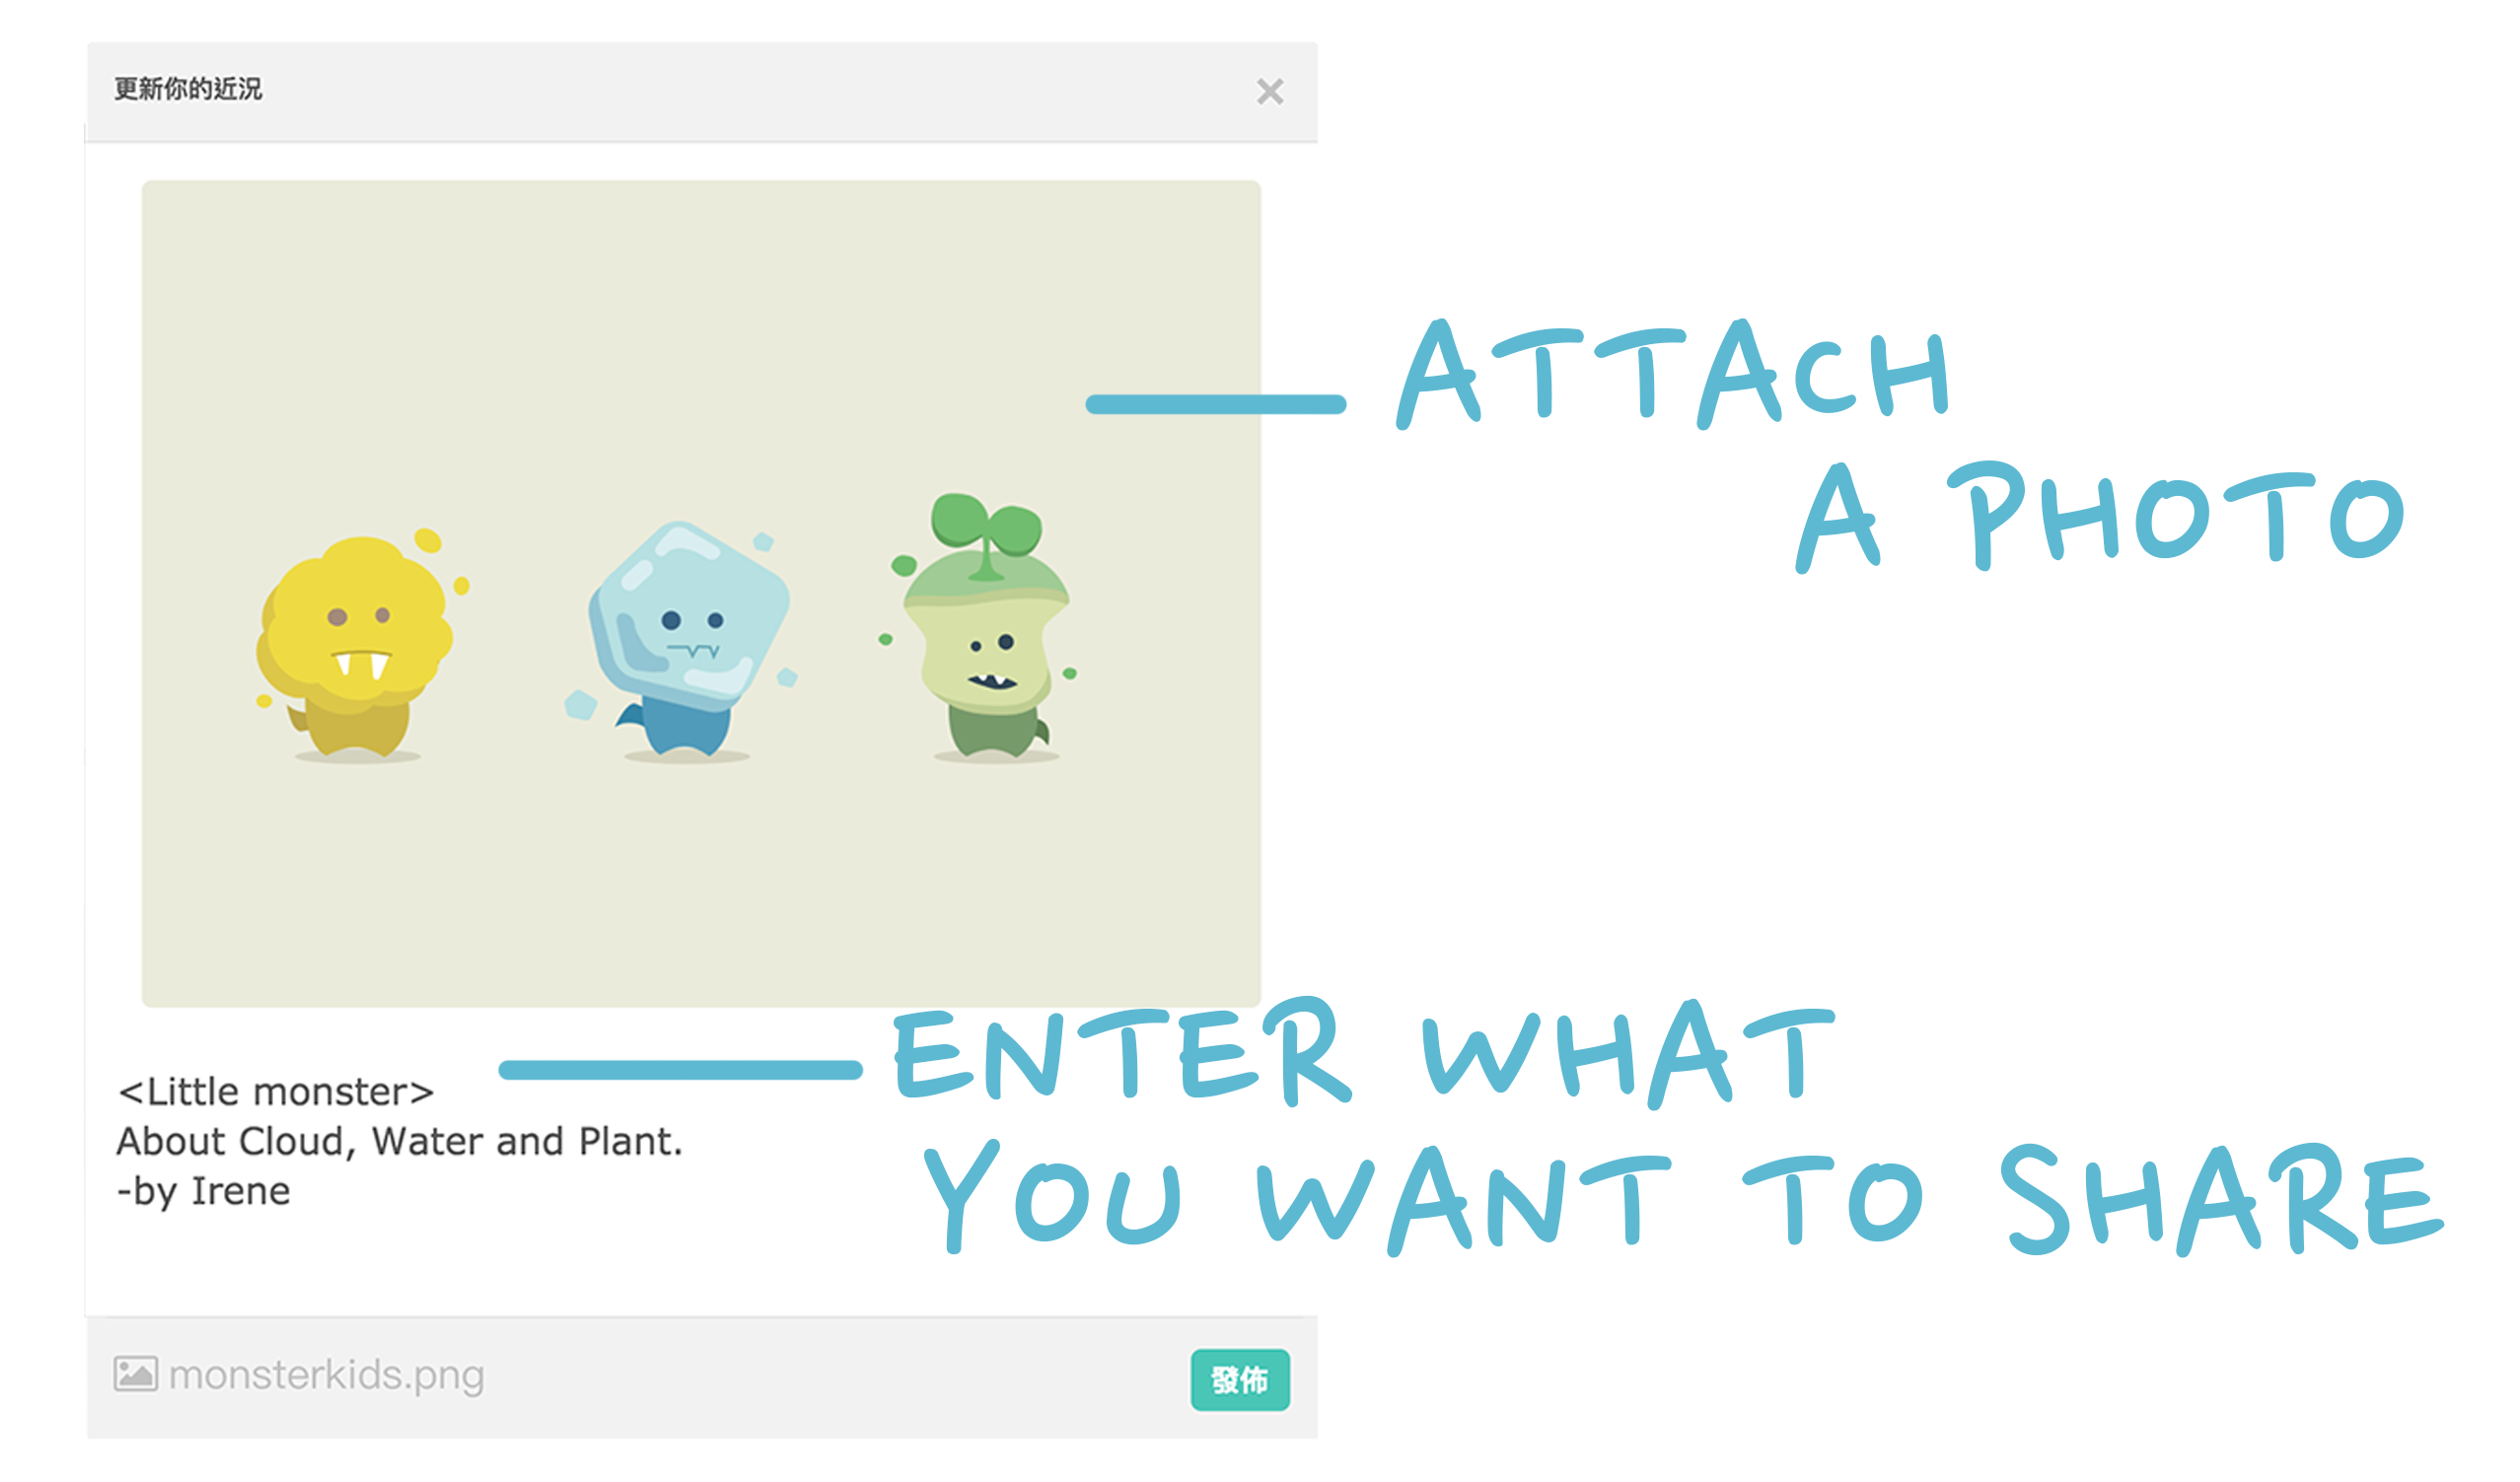 更新你的近況
ATTACH
A PHOTO
ENTER WHAT
YOU WANT TO SHARE
<Little monster>
About Cloud, Water and Plant.
-by Irene
monsterkids.png
發佈